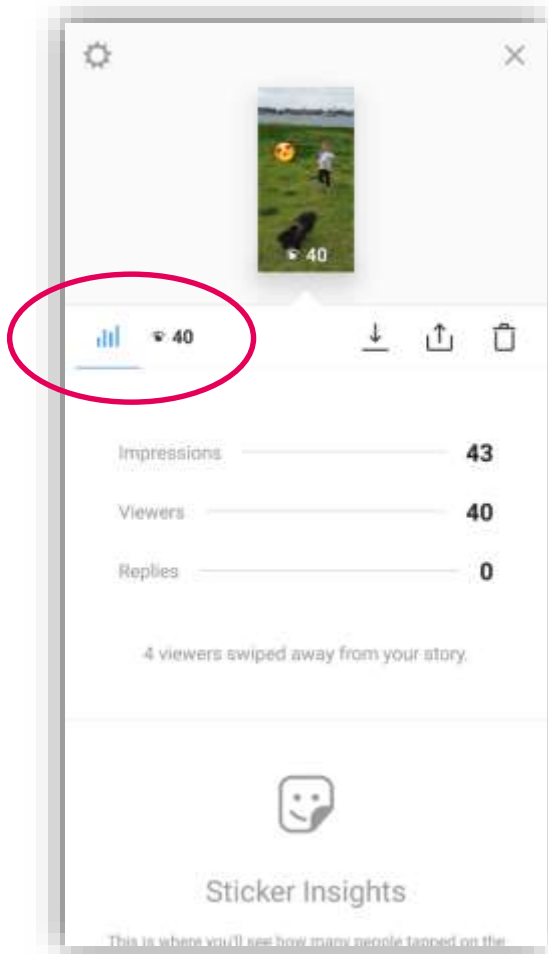 40
40
Impressions 43
Viewers 40
Replies 0
4 viewers swiped away from your story.
Sticker Insights
This is where you'll see how many people tapped on the